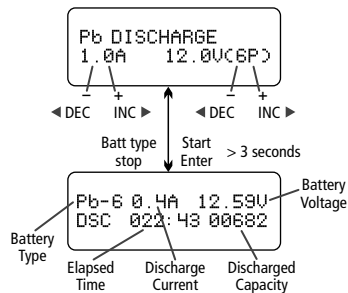 Pb DISCHARGE
1.0A 12.0V(6P)
− + − +
◄ DEC INC ► ◄ DEC INC ►
Batt type stop
Start Enter
> 3 seconds
Pb-6 0.4A 12.59V
DSC 022:43 00682
Battery Voltage
Battery Type
Elapsed Time
Discharge Current
Discharged Capacity